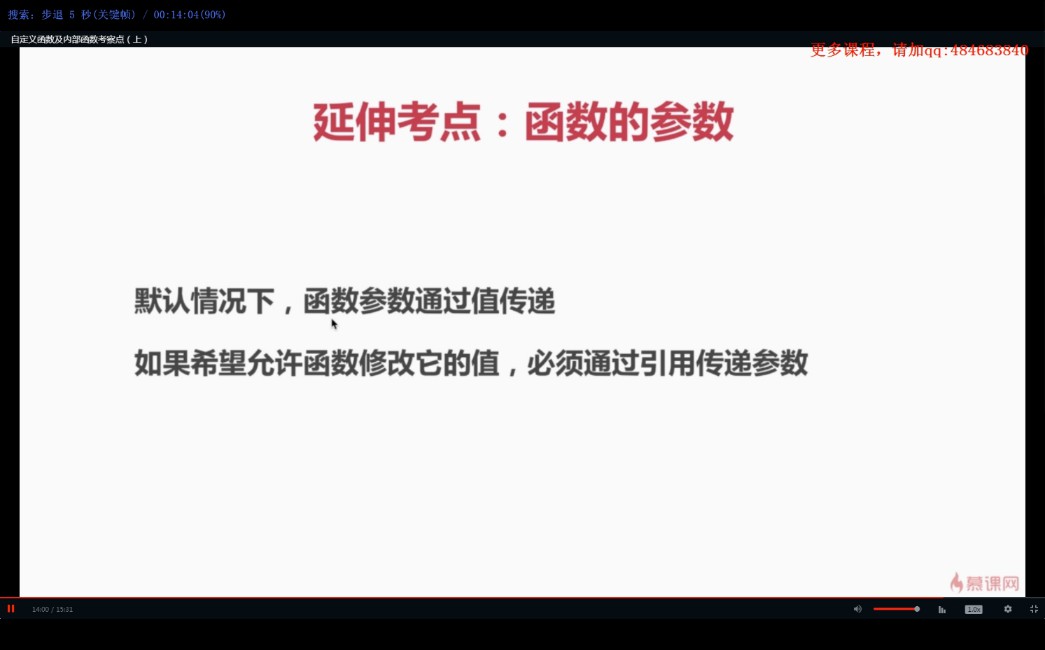 搜索: 步退 5 秒(关键帧) / 00:14:04(90%)
自定义函数及内部函数考察点（上）
更多课程，请加qq:484683840
延伸考点：函数的参数
默认情况下，函数参数通过值传递
如果希望允许函数修改它的值，必须通过引用传递参数
慕课网
14:00 / 15:31
1.0x